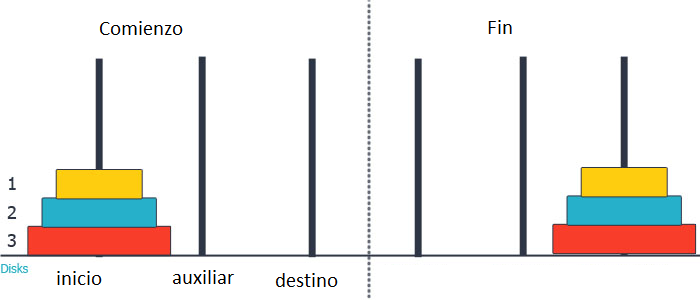 Comienzo
Fin
1
2
3
Disks
inicio
auxiliar
destino